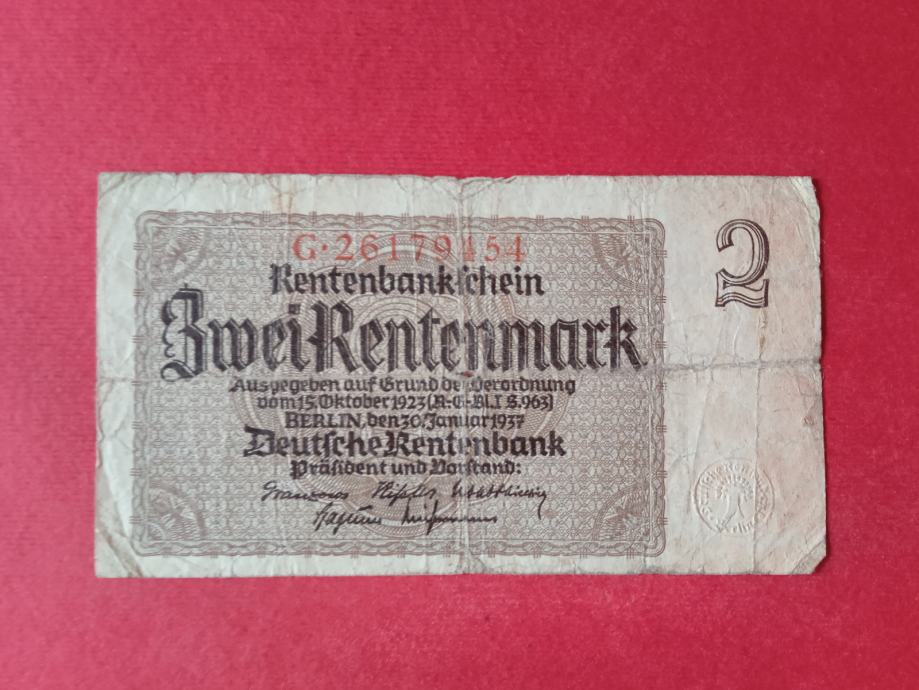 G·26179454
2
Rentenbankschein
Zwei Rentenmark
Ausgegeben auf Grund der Verordnung
vom 15. Oktober 1923 (R-G-Bl. I S. 963)
BERLIN, den 30. Januar 1937
Deutsche Rentenbank
Präsident und Vorstand: